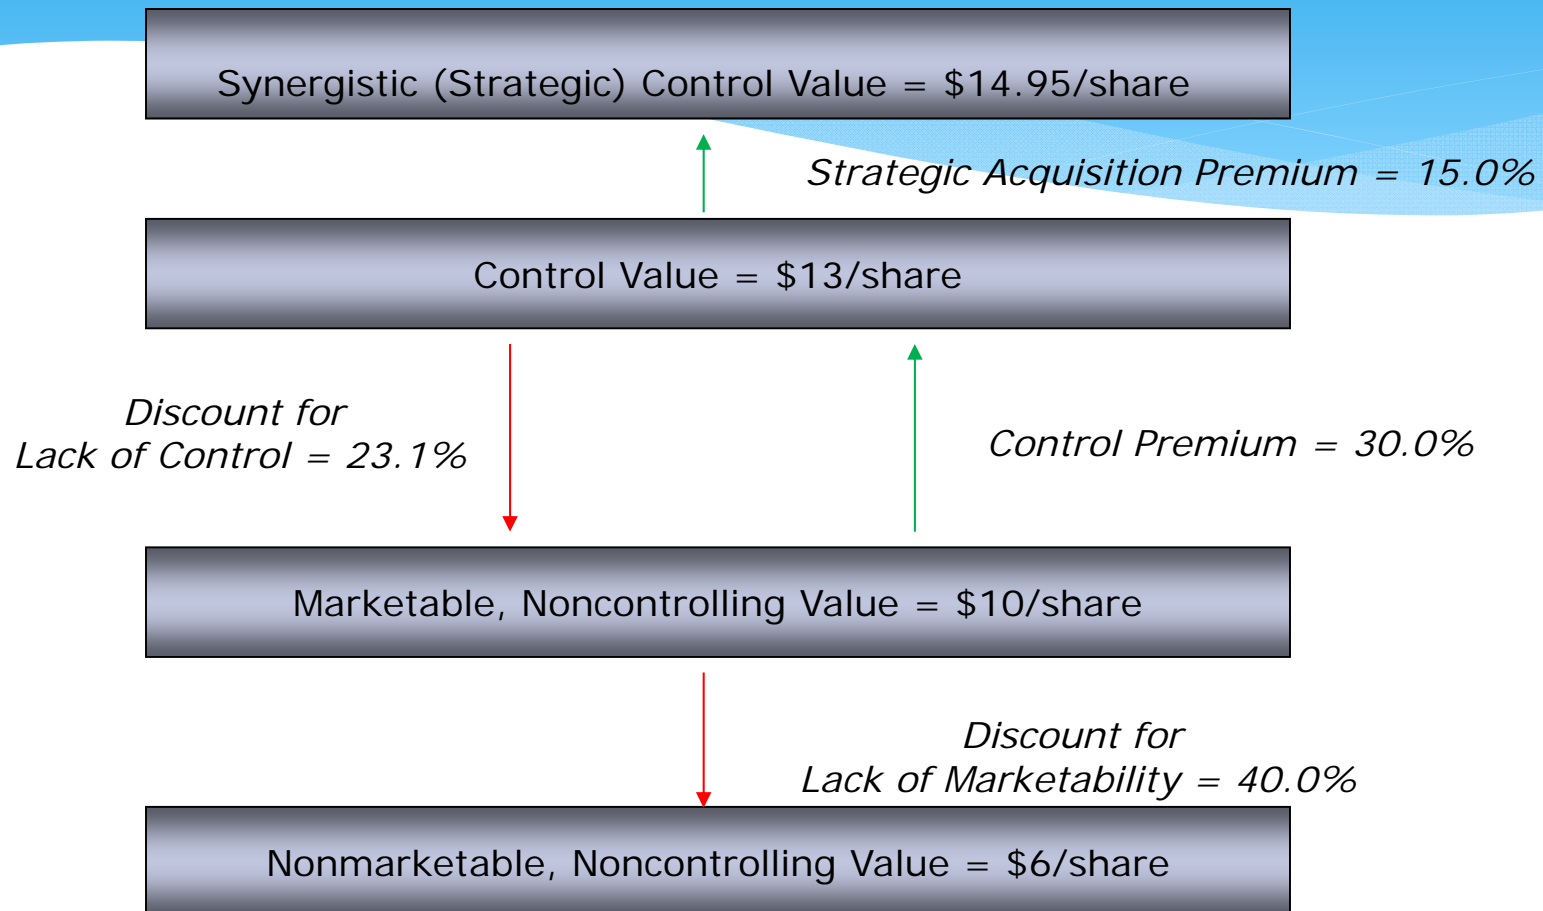 Synergistic (Strategic) Control Value = $14.95/share
Strategic Acquisition Premium = 15.0%
Control Value = $13/share
Discount for
Lack of Control = 23.1%
Control Premium = 30.0%
Marketable, Noncontrolling Value = $10/share
Discount for
Lack of Marketability = 40.0%
Nonmarketable, Noncontrolling Value = $6/share